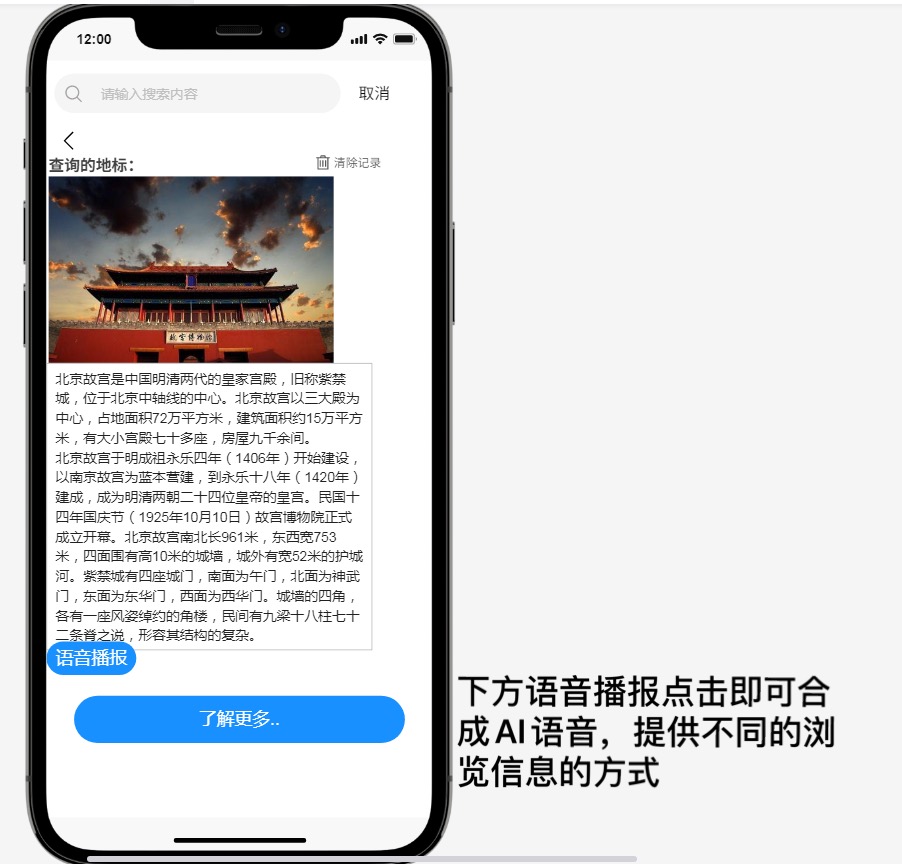 12:00
请输入搜索内容
取消
查询的地标：
清除记录
故宫博物院
北京故宫是中国明清两代的皇家宫殿，旧称紫禁
城，位于北京中轴线的中心。北京故宫以三大殿为
中心，占地面积72万平方米，建筑面积约15万平方
米，有大小宫殿七十多座，房屋九千余间。
北京故宫于明成祖永乐四年（1406年）开始建设，
以南京故宫为蓝本营建，到永乐十八年（1420年）
建成，成为明清两朝二十四位皇帝的皇宫。民国十
四年国庆节（1925年10月10日）故宫博物院正式
成立开幕。北京故宫南北长961米，东西宽753
米，四面围有高10米的城墙，城外有宽52米的护城
河。紫禁城有四座城门，南面为午门，北面为神武
门，东面为东华门，西面为西华门。城墙的四角，
各有一座风姿绰约的角楼，民间有九梁十八柱七十
二条脊之说，形容其结构的复杂。
语音播报
了解更多..
下方语音播报点击即可合
成AI语音，提供不同的浏
览信息的方式